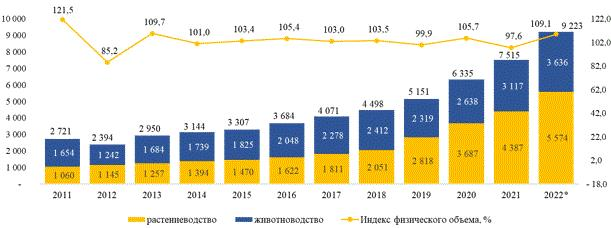 121,5 85,2 109,7 101,0 103,4 105,4 103,0 103,5 99,9 105,7 97,6 109,1
10 000 9 000 8 000 7 000 6 000 5 000 4 000 3 000 2 000 1 000 -
122,0 102,0 82,0 62,0 42,0 22,0 2,0 -18,0
2 721 2 394 2 950 3 144 3 307 3 684 4 071 4 498 5 151 6 335 7 515 9 223
1 654 1 242 1 684 1 739 1 825 2 048 2 278 2 412 2 319 2 638 3 117 3 636
1 060 1 145 1 257 1 394 1 470 1 622 1 811 2 051 2 818 3 687 4 387 5 574
2011 2012 2013 2014 2015 2016 2017 2018 2019 2020 2021 2022*
растениеводство животноводство Индекс физического объема, %